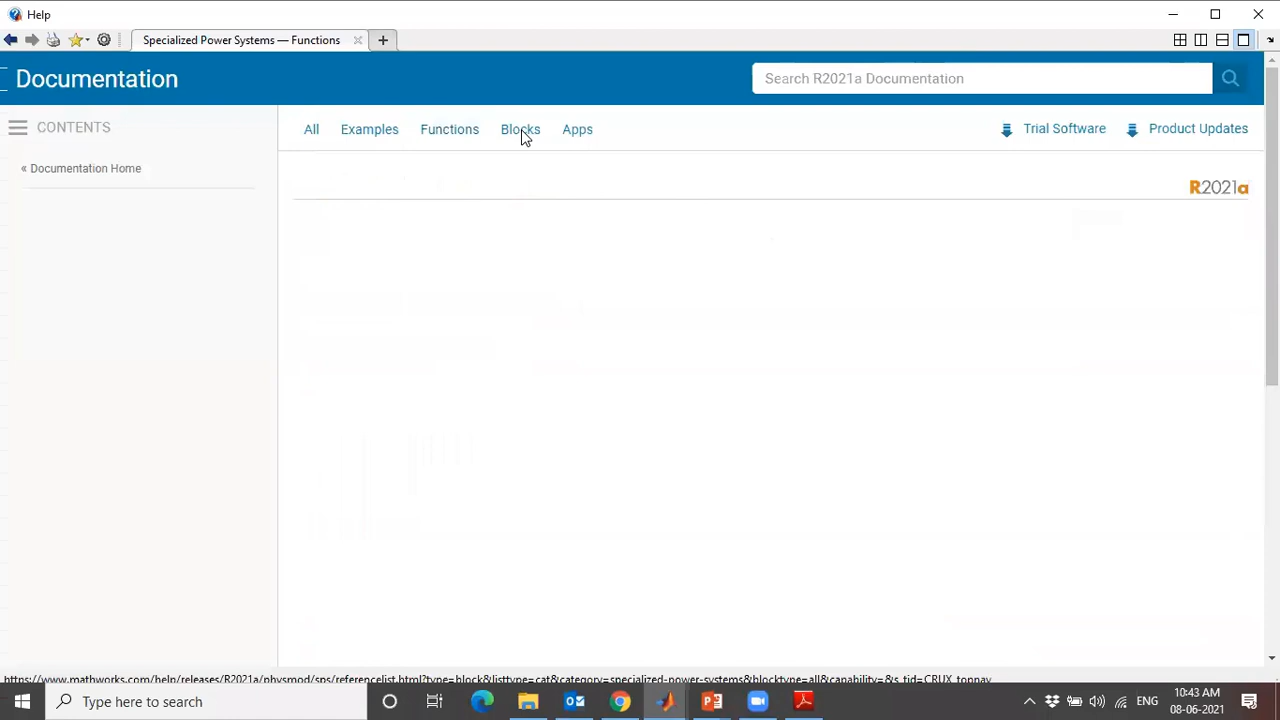 Help
Specialized Power Systems — Functions
Documentation
Search R2021a Documentation
CONTENTS
All
Examples
Functions
Blocks
Apps
Trial Software
Product Updates
« Documentation Home
R2021a
https://www.mathworks.com/help/releases/R2021a/physmod/sps/referencelist.html?type=block&listtype=cat&category=specialized-power-systems&blocktype=all&capability=&s_tid=CRUX_topnav
Type here to search
ENG
10:43 AM
08-06-2021